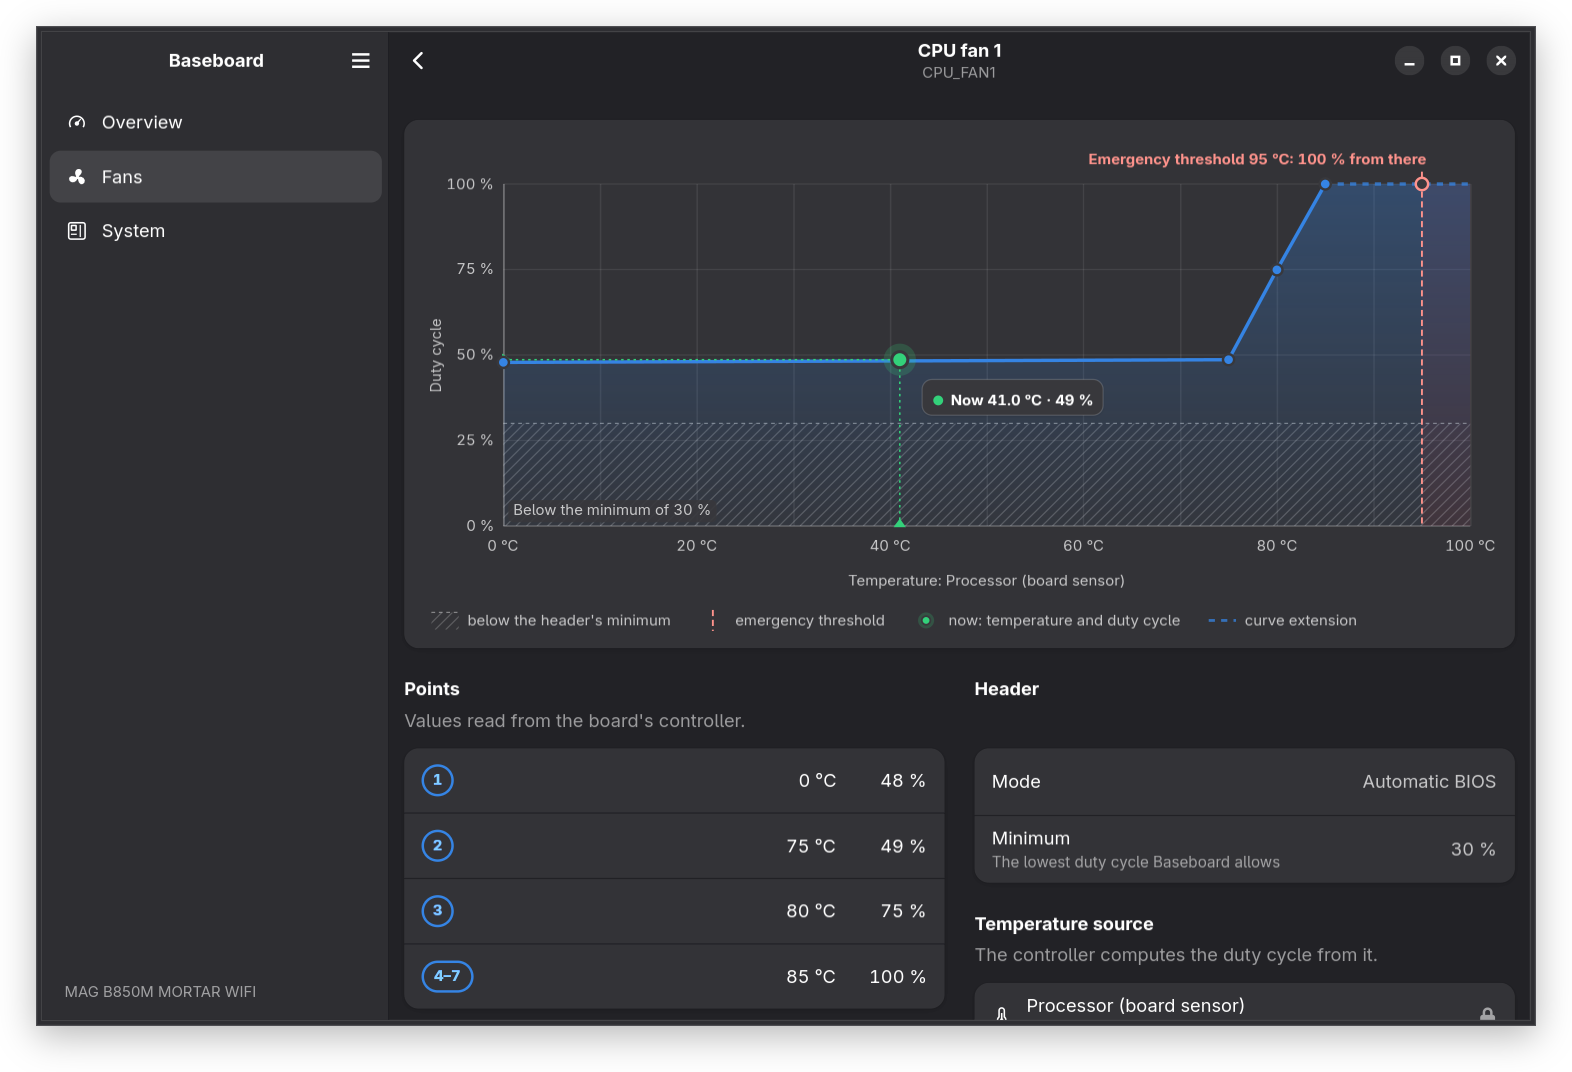 Baseboard
Overview
Fans
System
MAG B850M MORTAR WIFI
CPU fan 1
CPU_FAN1
Emergency threshold 95 °C: 100 % from there
100 %
75 %
50 %
25 %
0 %
Duty cycle
Now 41.0 °C · 49 %
Below the minimum of 30 %
0 °C
20 °C
40 °C
60 °C
80 °C
100 °C
Temperature: Processor (board sensor)
below the header's minimum
emergency threshold
now: temperature and duty cycle
curve extension
Points
Values read from the board's controller.
1 0 °C 48 %
2 75 °C 49 %
3 80 °C 75 %
4–7 85 °C 100 %
Header
Mode Automatic BIOS
Minimum 30 %
The lowest duty cycle Baseboard allows
Temperature source
The controller computes the duty cycle from it.
Processor (board sensor)